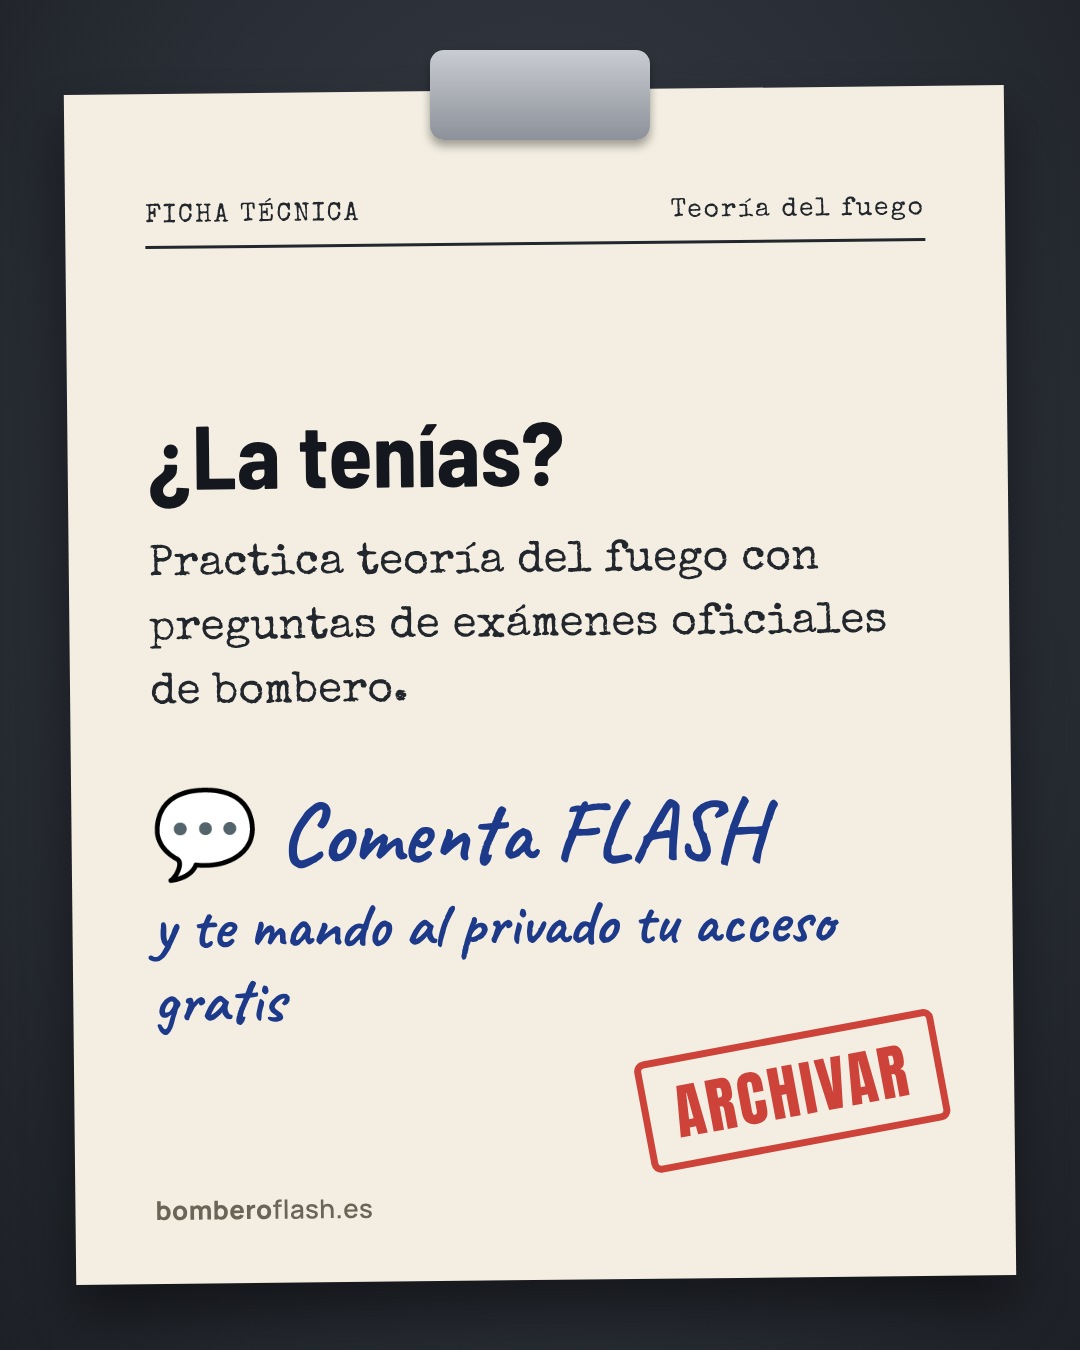 FICHA TÉCNICA
Teoría del fuego
¿La tenías?
Practica teoría del fuego con
preguntas de exámenes oficiales
de bombero.
💬 Comenta FLASH
y te mando al privado tu acceso
gratis
ARCHIVAR
bomberoflash.es